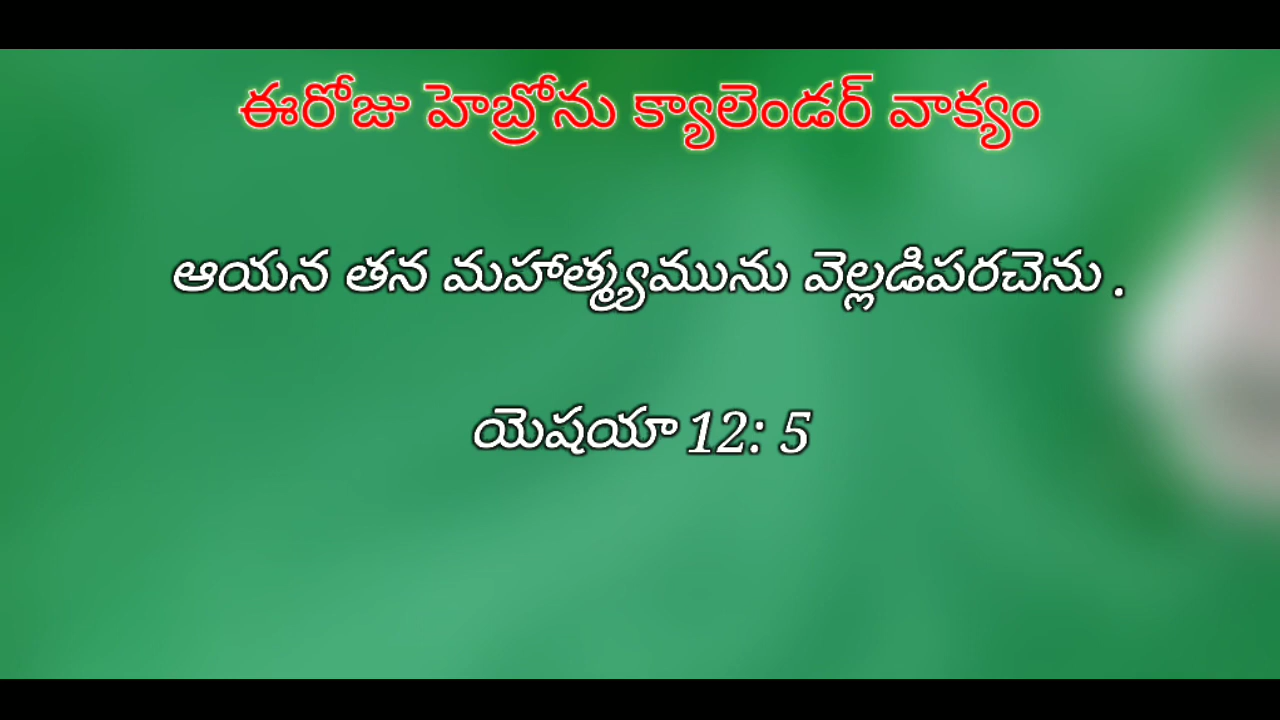 ఈరోజు హెబ్రోను క్యాలెండర్ వాక్యం
ఆయన తన మహాత్మ్యమును వెల్లడిపరచెను .
యెషయా 12: 5